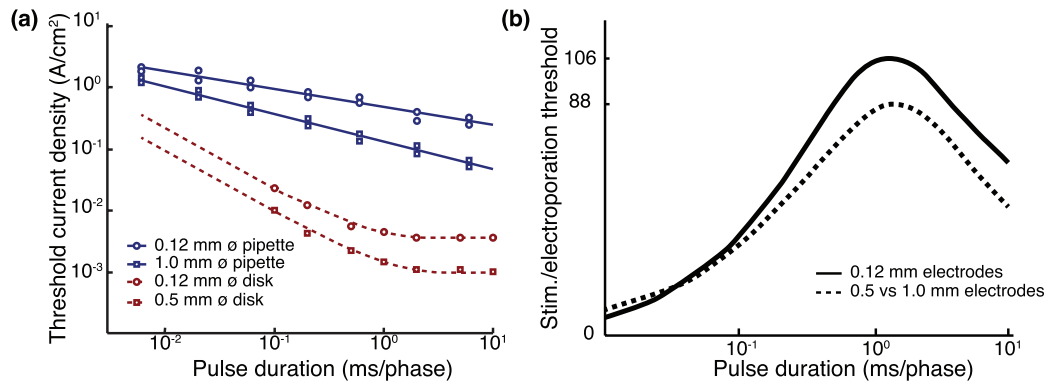 (a)
Threshold current density (A/cm²)
10¹
10⁰
10⁻¹
10⁻²
10⁻³
0.12 mm ø pipette
1.0 mm ø pipette
0.12 mm ø disk
0.5 mm ø disk
10⁻² 10⁻¹ 10⁰ 10¹
Pulse duration (ms/phase)
(b)
Stim./electroporation threshold
106
88
0
0.12 mm electrodes
0.5 vs 1.0 mm electrodes
10⁻¹ 10⁰ 10¹
Pulse duration (ms/phase)